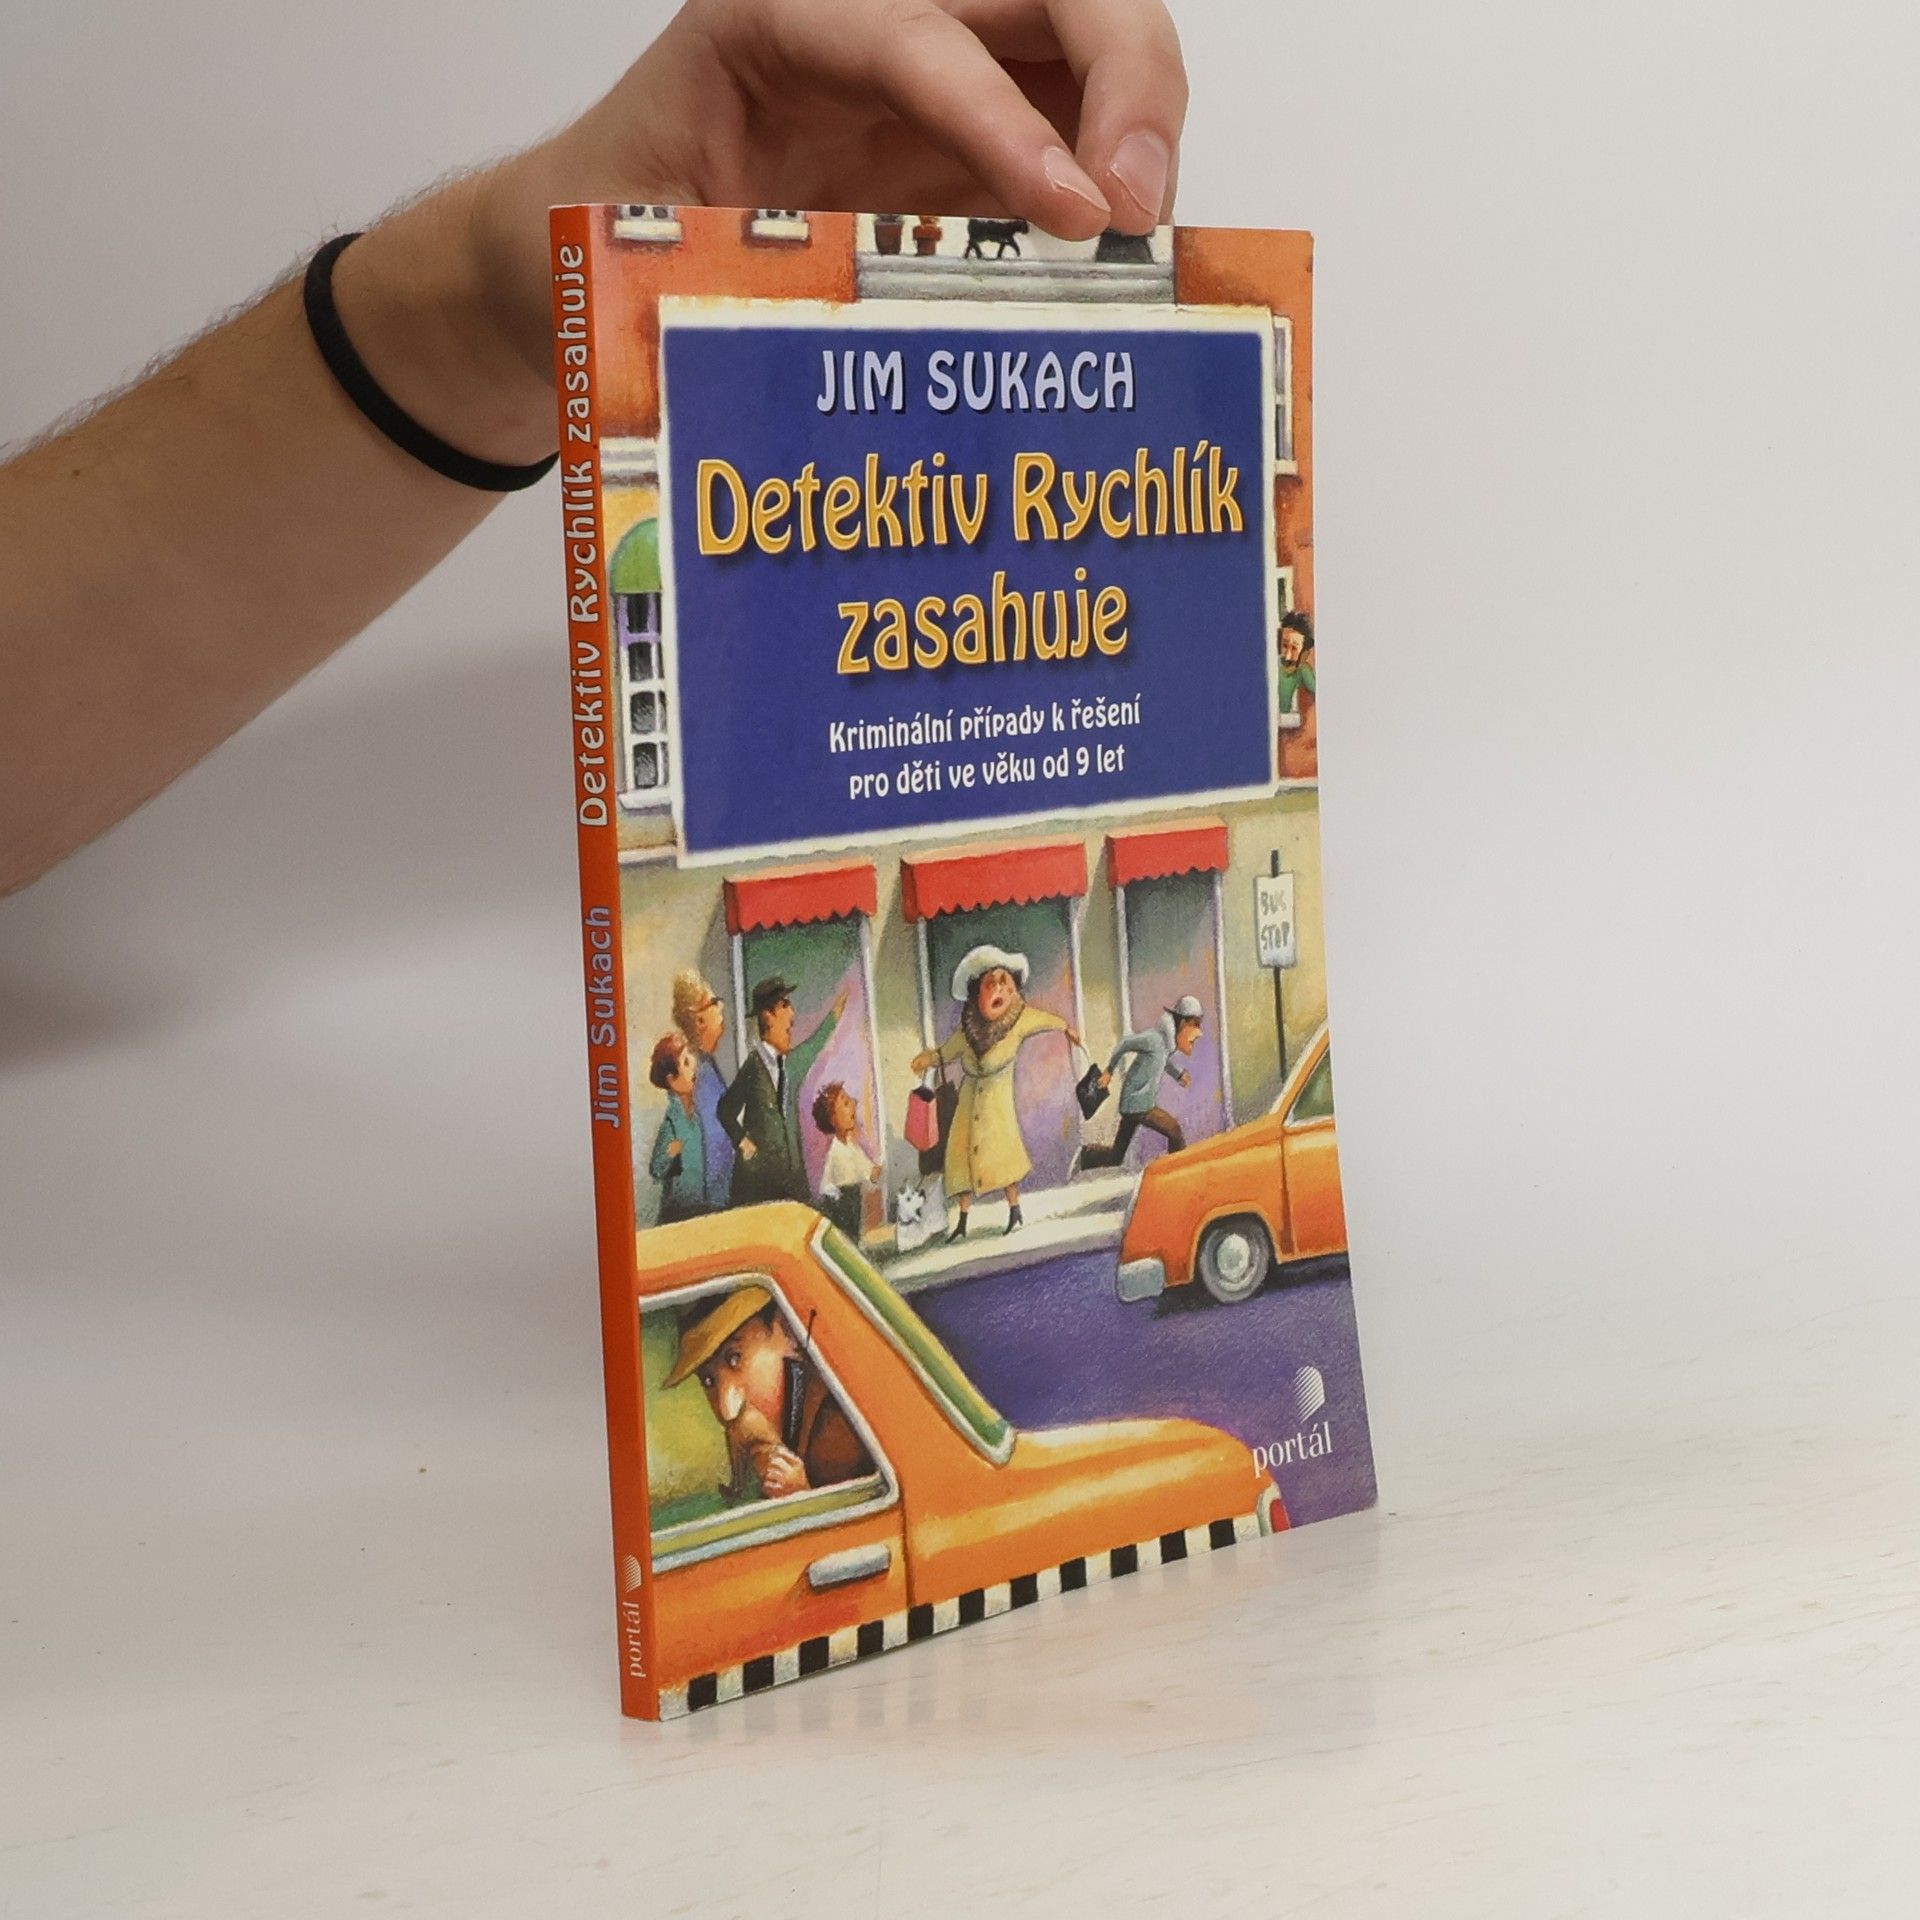 JIM SUKACH
Detektiv Rychlík
zasahuje
Kriminální případy k řešení
pro děti ve věku od 9 let
BUS
STOP
portál
Jim Sukach Detektiv Rychlík zasahuje
portál